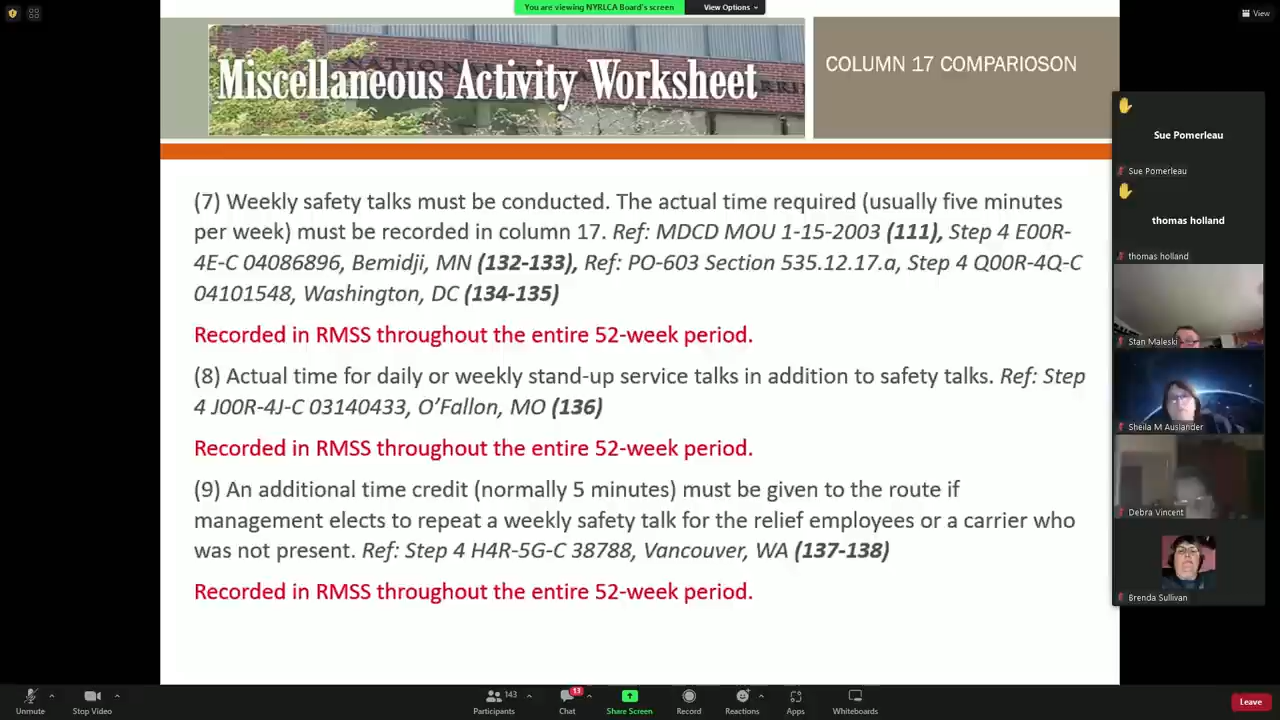 You are viewing NYRLCA Board's screen
View Options
View
Miscellaneous Activity Worksheet
COLUMN 17 COMPARIOSON
(7) Weekly safety talks must be conducted. The actual time required (usually five minutes
per week) must be recorded in column 17. Ref: MDCD MOU 1-15-2003 (111), Step 4 E00R-
4E-C 04086896, Bemidji, MN (132-133), Ref: PO-603 Section 535.12.17.a, Step 4 Q00R-4Q-C
04101548, Washington, DC (134-135)
Recorded in RMSS throughout the entire 52-week period.
(8) Actual time for daily or weekly stand-up service talks in addition to safety talks. Ref: Step
4 J00R-4J-C 03140433, O'Fallon, MO (136)
Recorded in RMSS throughout the entire 52-week period.
(9) An additional time credit (normally 5 minutes) must be given to the route if
management elects to repeat a weekly safety talk for the relief employees or a carrier who
was not present. Ref: Step 4 H4R-5G-C 38788, Vancouver, WA (137-138)
Recorded in RMSS throughout the entire 52-week period.
Sue Pomerleau
Sue Pomerleau
thomas holland
thomas holland
Stan Maleski
Sheila M Auslander
Debra Vincent
Brenda Sullivan
Unmute
Stop Video
143
Participants
13
Chat
Share Screen
Record
Reactions
Apps
Whiteboards
Leave